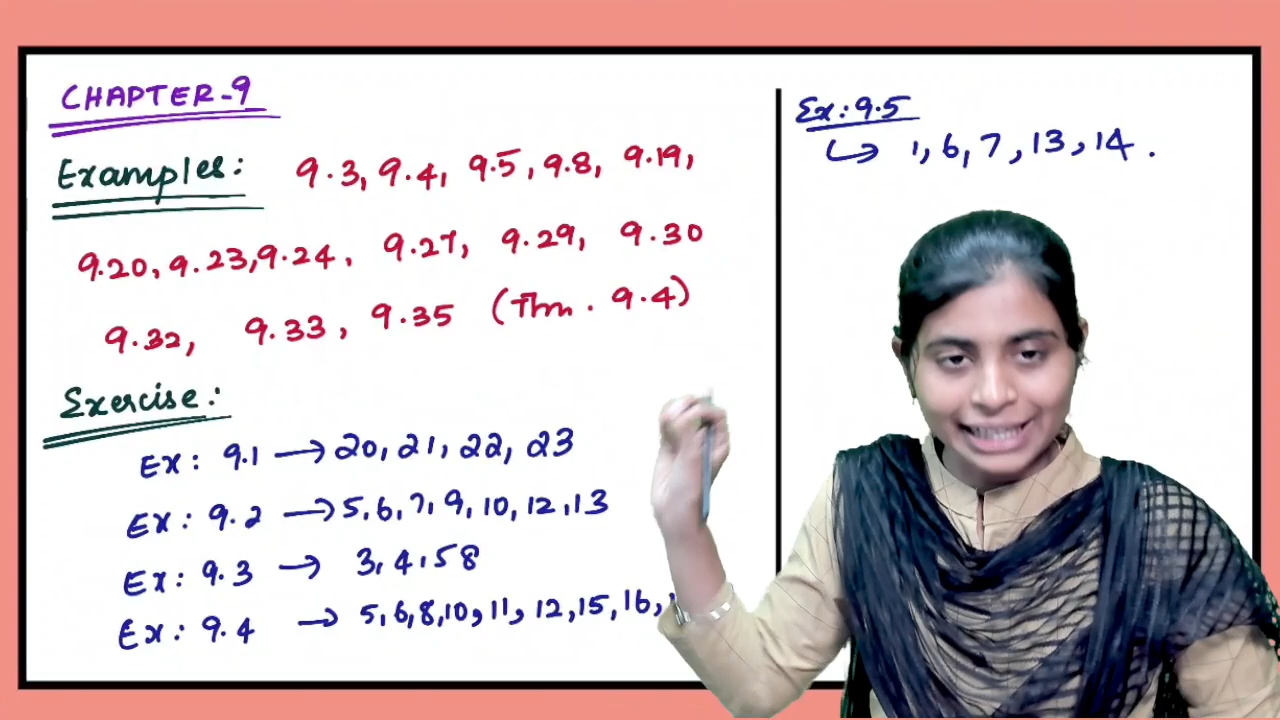 CHAPTER-9
Examples: 9.3, 9.4, 9.5, 9.8, 9.19,
9.20, 9.23, 9.24, 9.27, 9.29, 9.30
9.32, 9.33, 9.35 (Thm. 9.4)
Exercise:
Ex: 9.1 → 20, 21, 22, 23
Ex: 9.2 → 5, 6, 7, 9, 10, 12, 13
Ex: 9.3 → 3, 4, 5 8
Ex: 9.4 → 5, 6, 8, 10, 11, 12, 15, 16,
Ex: 9.5
↳ 1, 6, 7, 13, 14.